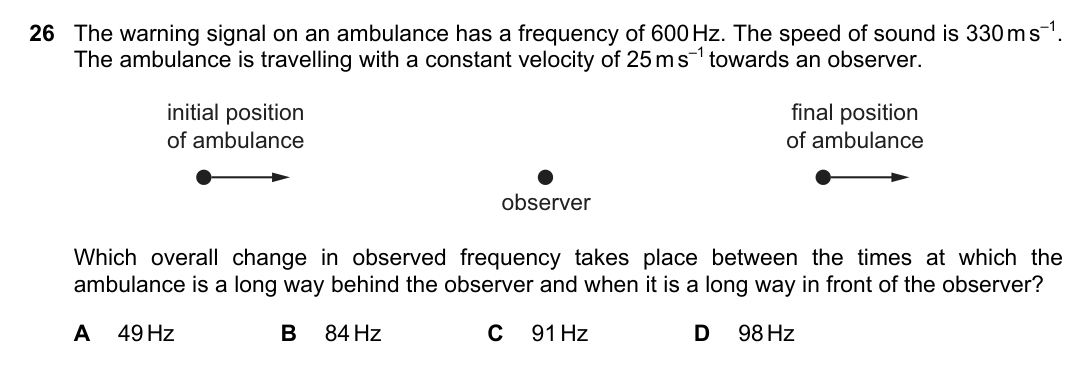 26 The warning signal on an ambulance has a frequency of 600 Hz. The speed of sound is 330 m s⁻¹.
The ambulance is travelling with a constant velocity of 25 m s⁻¹ towards an observer.
initial position
of ambulance
final position
of ambulance
observer
Which overall change in observed frequency takes place between the times at which the
ambulance is a long way behind the observer and when it is a long way in front of the observer?
A 49 Hz B 84 Hz C 91 Hz D 98 Hz